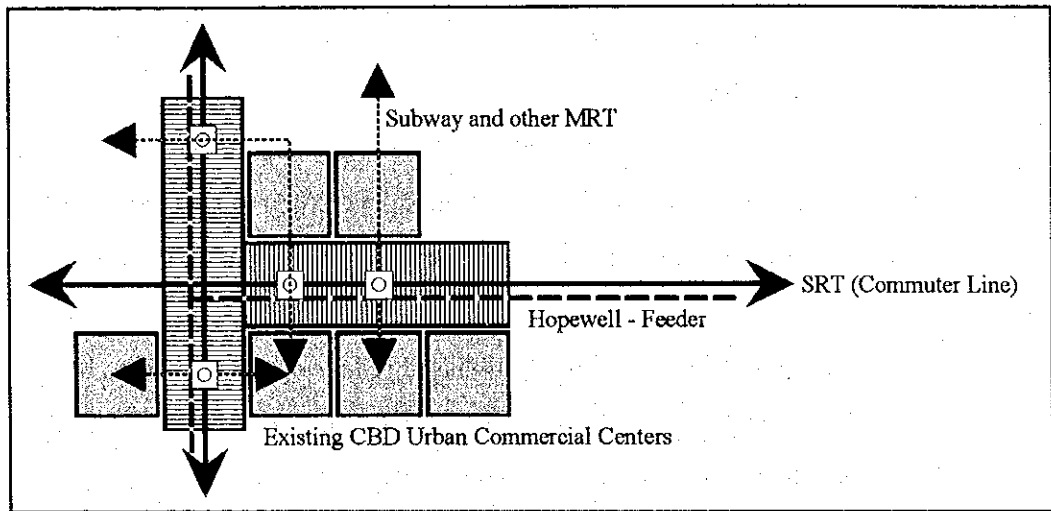 Subway and other MRT
SRT (Commuter Line)
Hopewell - Feeder
Existing CBD Urban Commercial Centers